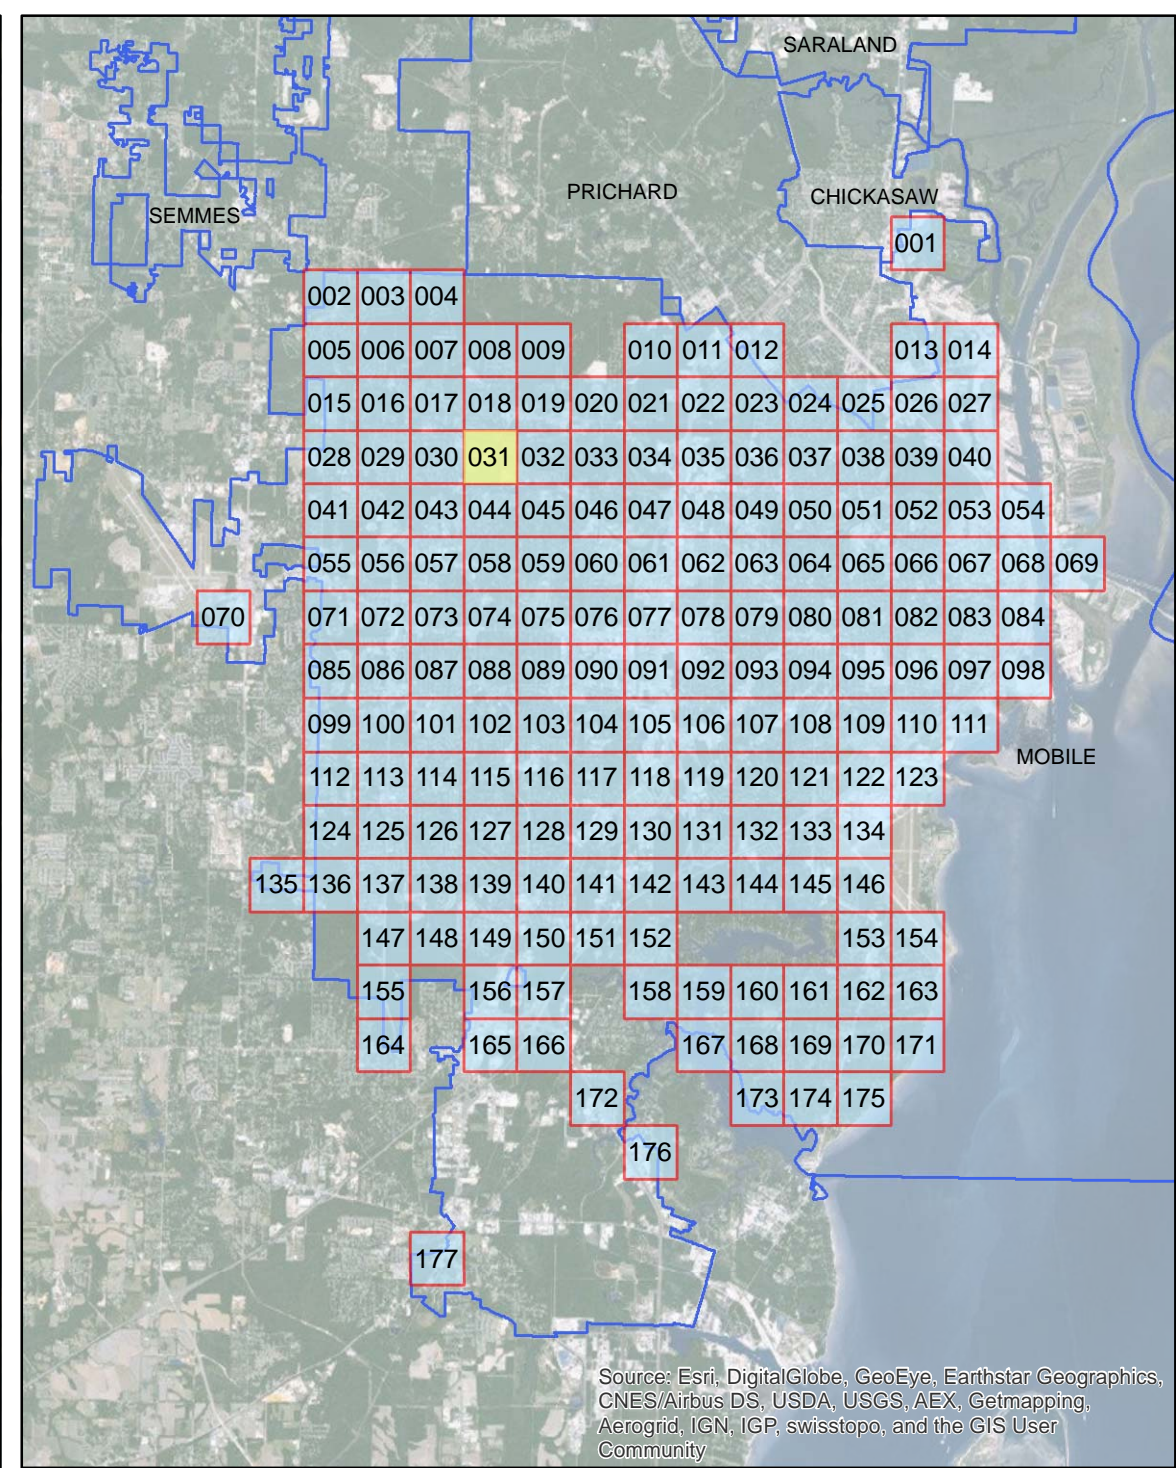 SARALAND
PRICHARD
CHICKASAW
SEMMES
001
002 003 004
005 006 007 008 009 010 011 012 013 014
015 016 017 018 019 020 021 022 023 024 025 026 027
028 029 030 031 032 033 034 035 036 037 038 039 040
041 042 043 044 045 046 047 048 049 050 051 052 053 054
055 056 057 058 059 060 061 062 063 064 065 066 067 068 069
070 071 072 073 074 075 076 077 078 079 080 081 082 083 084
085 086 087 088 089 090 091 092 093 094 095 096 097 098
099 100 101 102 103 104 105 106 107 108 109 110 111
MOBILE
112 113 114 115 116 117 118 119 120 121 122 123
124 125 126 127 128 129 130 131 132 133 134
135 136 137 138 139 140 141 142 143 144 145 146
147 148 149 150 151 152 153 154
155 156 157 158 159 160 161 162 163
164 165 166 167 168 169 170 171
172 173 174 175
176
177
Source: Esri, DigitalGlobe, GeoEye, Earthstar Geographics,
CNES/Airbus DS, USDA, USGS, AEX, Getmapping,
Aerogrid, IGN, IGP, swisstopo, and the GIS User
Community